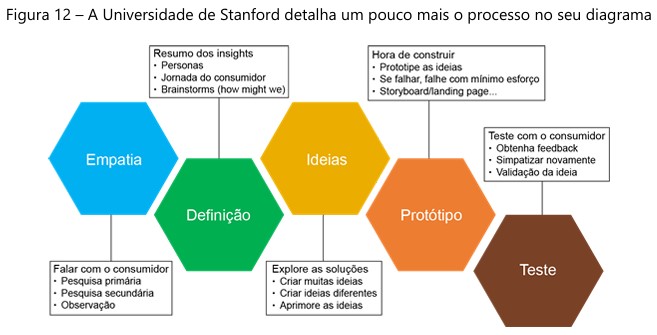 Figura 12 – A Universidade de Stanford detalha um pouco mais o processo no seu diagrama
Resumo dos insights
• Personas
• Jornada do consumidor
• Brainstorms (how might we)
Hora de construir
• Prototipe as ideias
• Se falhar, falhe com mínimo esforço
• Storyboard/landing page...
Teste com o consumidor
• Obtenha feedback
• Simpatizar novamente
• Validação da ideia
Empatia
Definição
Ideias
Protótipo
Teste
Falar com o consumidor
• Pesquisa primária
• Pesquisa secundária
• Observação
Explore as soluções
• Criar muitas ideias
• Criar ideias diferentes
• Aprimore as ideias